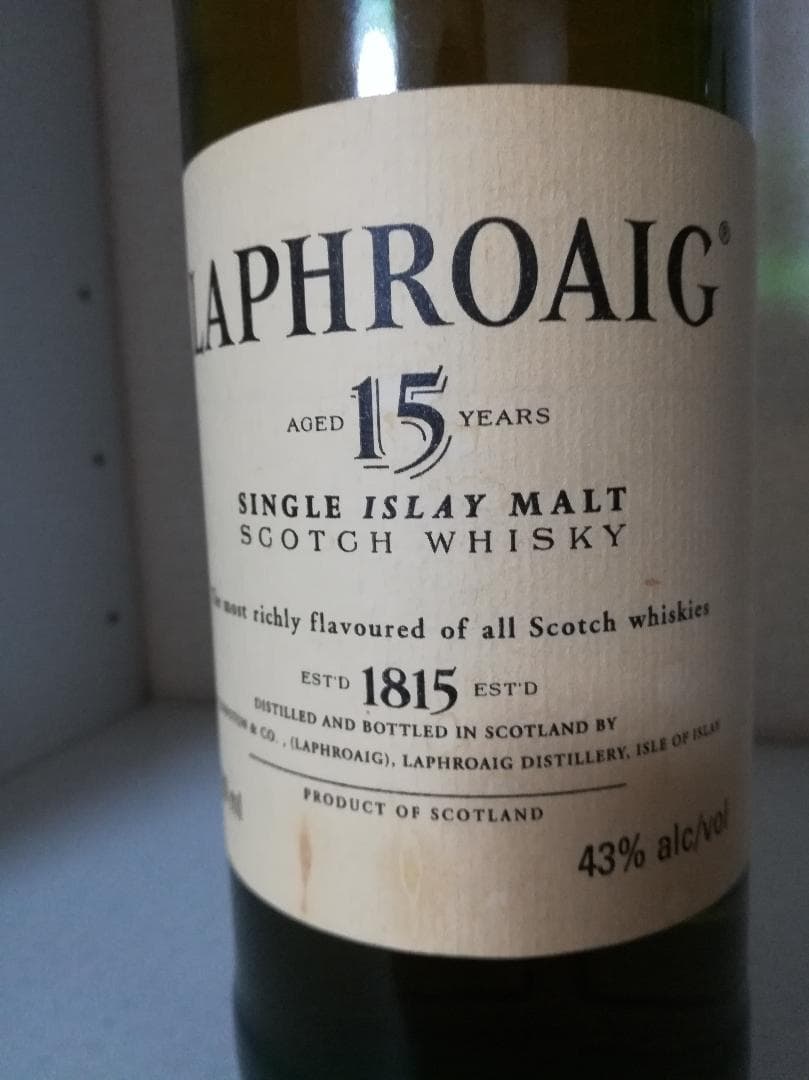 LAPHROAIG®
AGED 15 YEARS
SINGLE ISLAY MALT
SCOTCH WHISKY
most richly flavoured of all Scotch whiskies
EST'D 1815 EST'D
DISTILLED AND BOTTLED IN SCOTLAND BY
& CO., (LAPHROAIG), LAPHROAIG DISTILLERY, ISLE OF ISLAY
PRODUCT OF SCOTLAND
ml
43% alc/vol